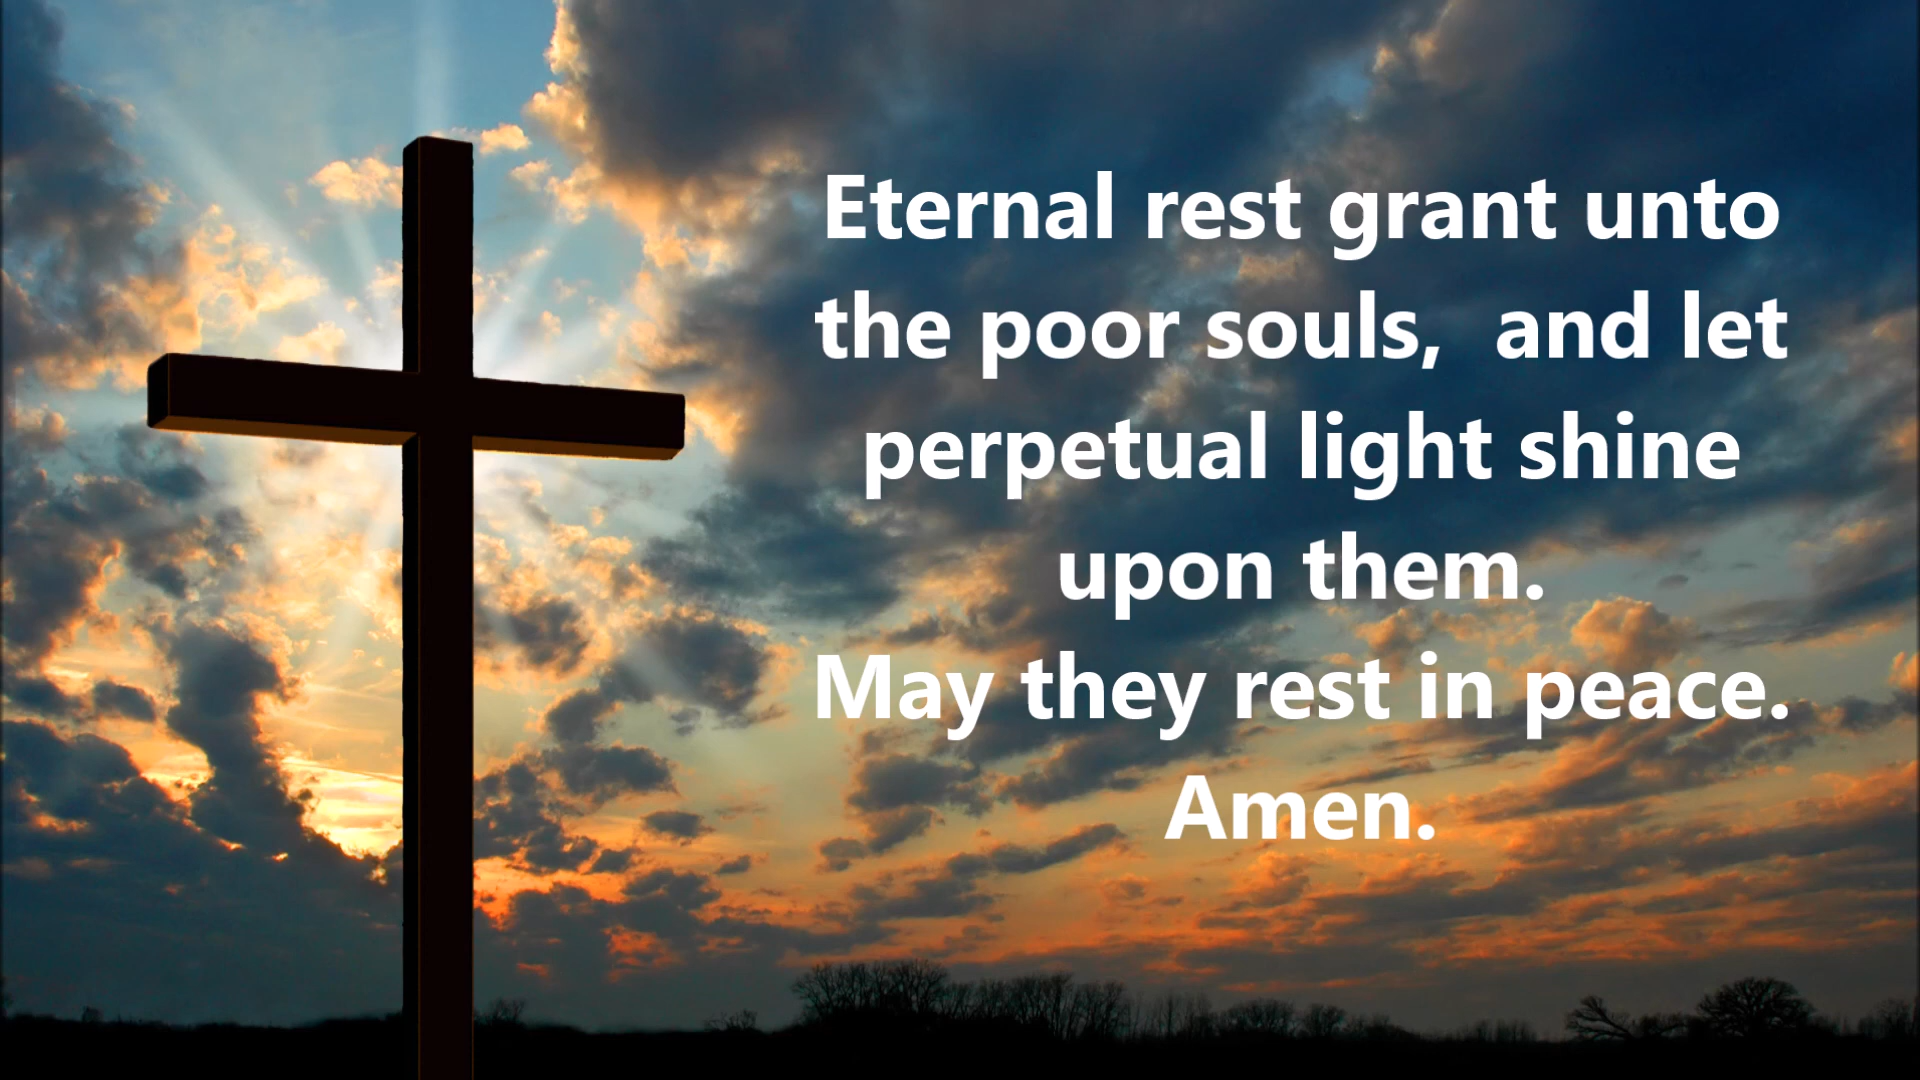 Eternal rest grant unto
the poor souls,  and let
perpetual light shine
upon them.
May they rest in peace.
Amen.